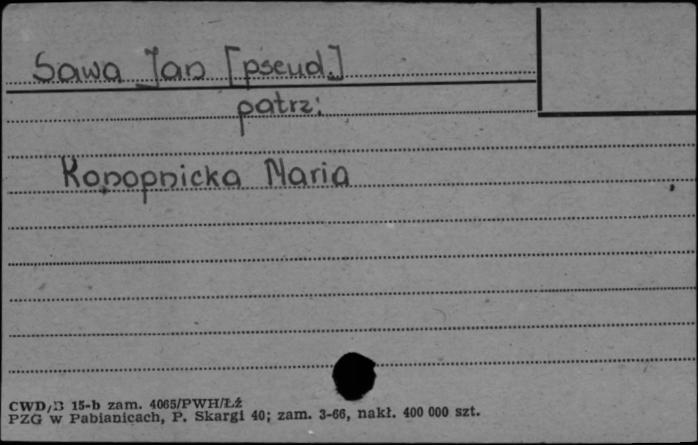 Sawa Jan [pseud.]
patrz:
Konopnicka Maria
CWD/B 15-b zam. 4065/PWH/Łź
PZG w Pabianicach, P. Skargi 40; zam. 3-66, nakł. 400 000 szt.